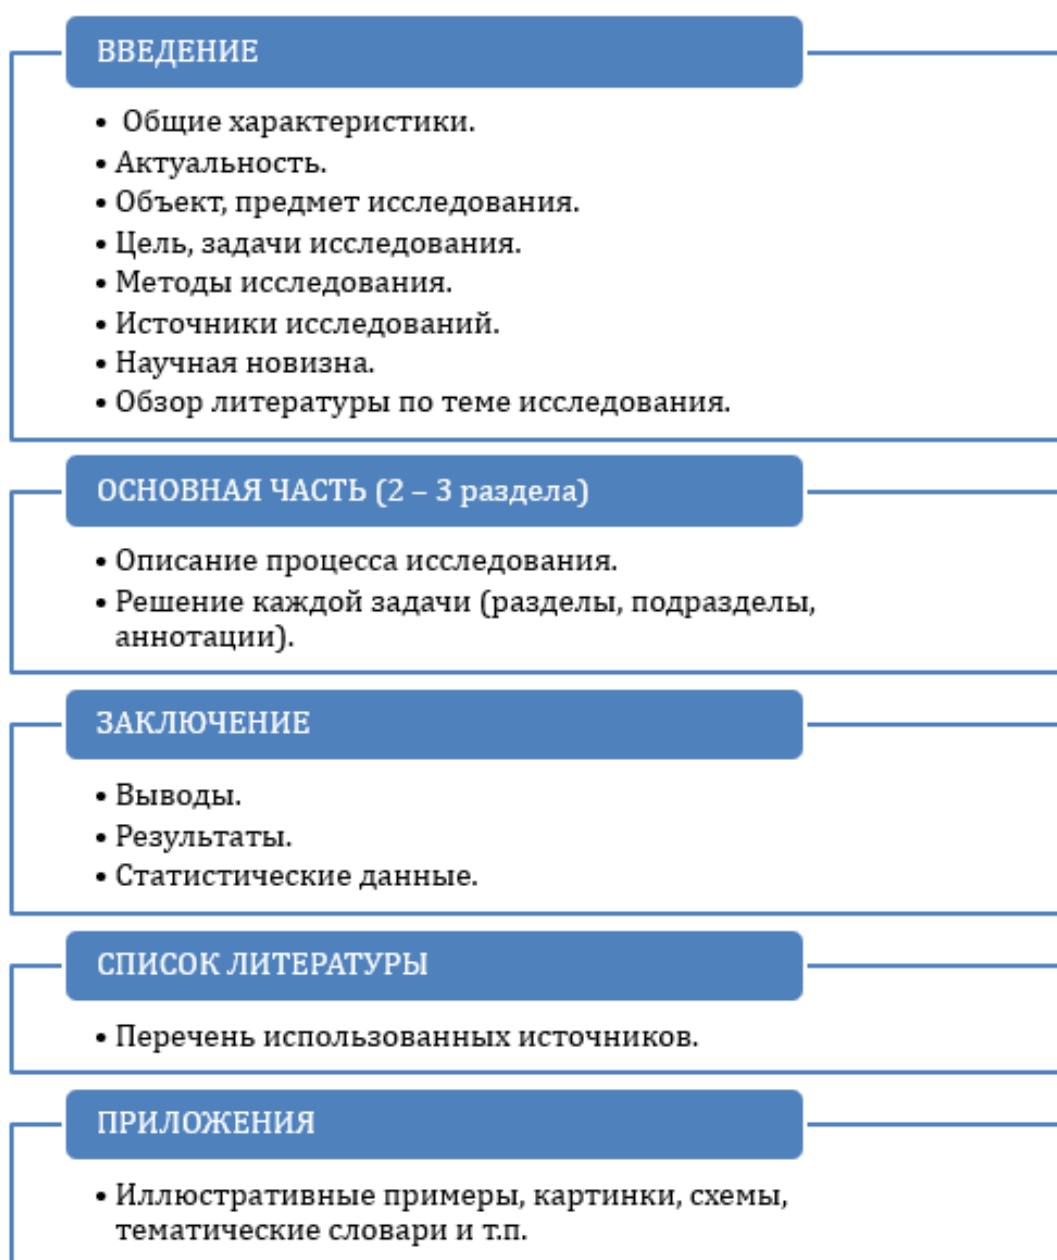 ВВЕДЕНИЕ
• Общие характеристики.
• Актуальность.
• Объект, предмет исследования.
• Цель, задачи исследования.
• Методы исследования.
• Источники исследований.
• Научная новизна.
• Обзор литературы по теме исследования.
ОСНОВНАЯ ЧАСТЬ (2 – 3 раздела)
• Описание процесса исследования.
• Решение каждой задачи (разделы, подразделы,
аннотации).
ЗАКЛЮЧЕНИЕ
• Выводы.
• Результаты.
• Статистические данные.
СПИСОК ЛИТЕРАТУРЫ
• Перечень использованных источников.
ПРИЛОЖЕНИЯ
• Иллюстративные примеры, картинки, схемы,
тематические словари и т.п.